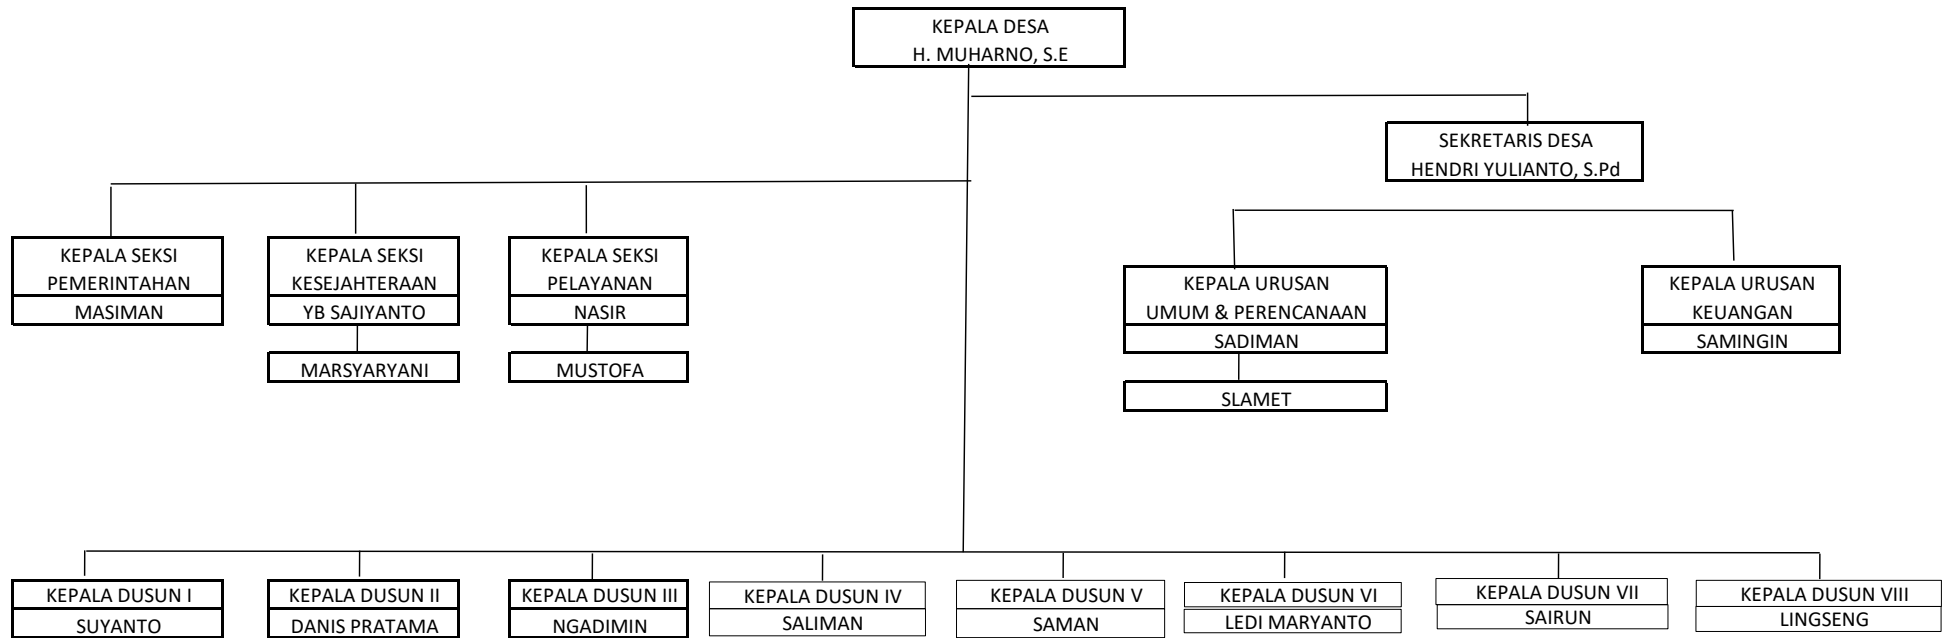 KEPALA DESA
H. MUHARNO, S.E
SEKRETARIS DESA
HENDRI YULIANTO, S.Pd
KEPALA SEKSI
PEMERINTAHAN
MASIMAN
KEPALA SEKSI
KESEJAHTERAAN
YB SAJIYANTO
MARSYARYANI
KEPALA SEKSI
PELAYANAN
NASIR
MUSTOFA
KEPALA URUSAN
UMUM & PERENCANAAN
SADIMAN
SLAMET
KEPALA URUSAN
KEUANGAN
SAMINGIN
KEPALA DUSUN I
SUYANTO
KEPALA DUSUN II
DANIS PRATAMA
KEPALA DUSUN III
NGADIMIN
KEPALA DUSUN IV
SALIMAN
KEPALA DUSUN V
SAMAN
KEPALA DUSUN VI
LEDI MARYANTO
KEPALA DUSUN VII
SAIRUN
KEPALA DUSUN VIII
LINGSENG